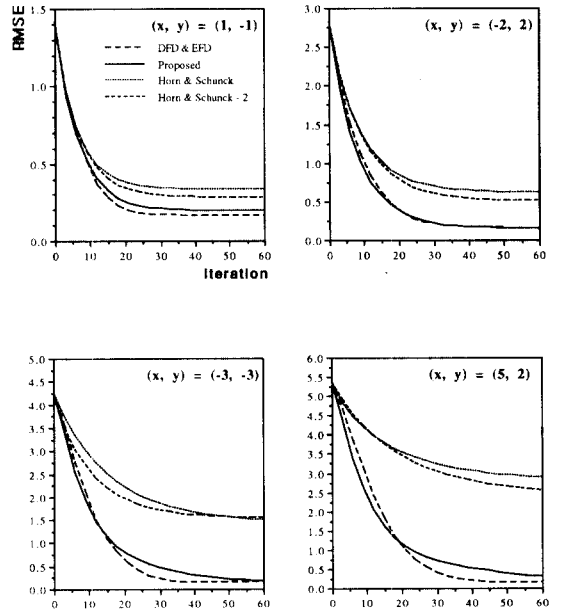 RMSE
(x, y) = (1, -1)
DFD & EFD
Proposed
Horn & Schunck
Horn & Schunck - 2
1.5
1.0
0.5
0.0
0 10 20 30 40 50 60
Iteration
(x, y) = (-2, 2)
3.0
2.5
2.0
1.5
1.0
0.5
0.0
0 10 20 30 40 50 60
(x, y) = (-3, -3)
5.0
4.5
4.0
3.5
3.0
2.5
2.0
1.5
1.0
0.5
0.0
0 10 20 30 40 50 60
(x, y) = (5, 2)
6.0
5.5
5.0
4.5
4.0
3.5
3.0
2.5
2.0
1.5
1.0
0.5
0.0
0 10 20 30 40 50 60